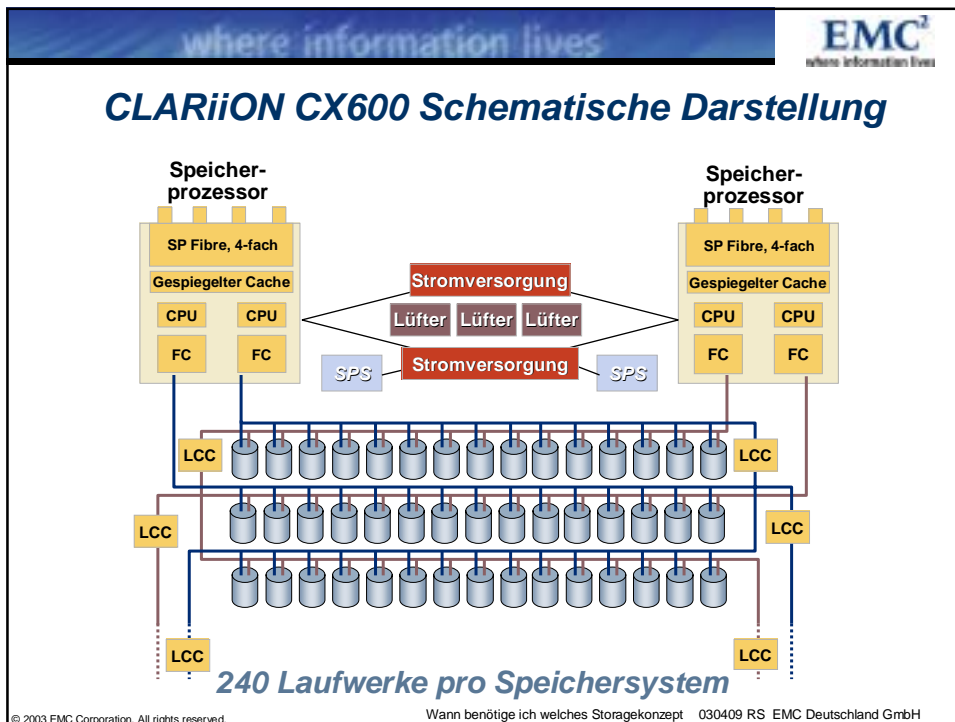 where information lives
EMC²
where information lives
CLARiiON CX600 Schematische Darstellung
Speicher-
prozessor
SP Fibre, 4-fach
Gespiegelter Cache
CPU CPU
FC FC
Speicher-
prozessor
SP Fibre, 4-fach
Gespiegelter Cache
CPU CPU
FC FC
Stromversorgung
Lüfter Lüfter Lüfter
Stromversorgung
SPS SPS
LCC LCC
LCC LCC
LCC LCC
240 Laufwerke pro Speichersystem
© 2003 EMC Corporation. All rights reserved.
Wann benötige ich welches Storagekonzept 030409 RS EMC Deutschland GmbH